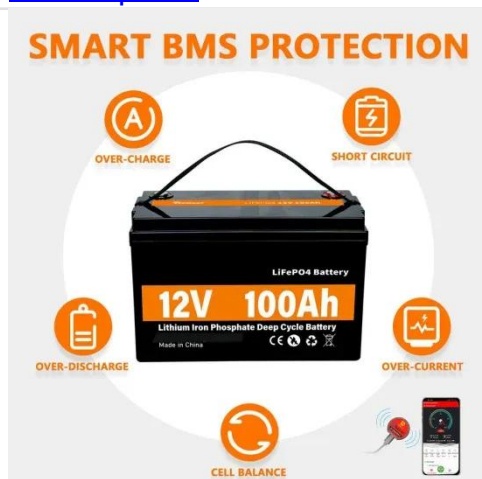 SMART BMS PROTECTION
OVER-CHARGE
SHORT CIRCUIT
LiFePO4 Battery
12V 100Ah
Lithium Iron Phosphate Deep Cycle Battery
Made in China
CE
OVER-DISCHARGE
OVER-CURRENT
CELL BALANCE